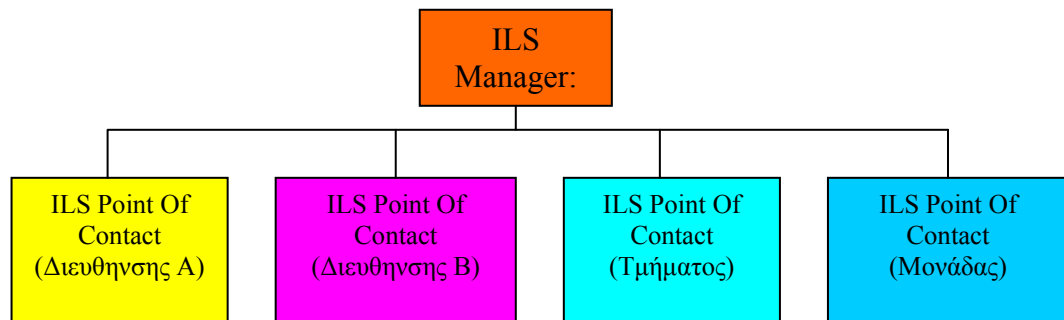 ILS
Manager:
ILS Point Of
Contact
(Διευθηνσης Α)
ILS Point Of
Contact
(Διευθηνσης Β)
ILS Point Of
Contact
(Τμήματος)
ILS Point Of
Contact
(Μονάδας)